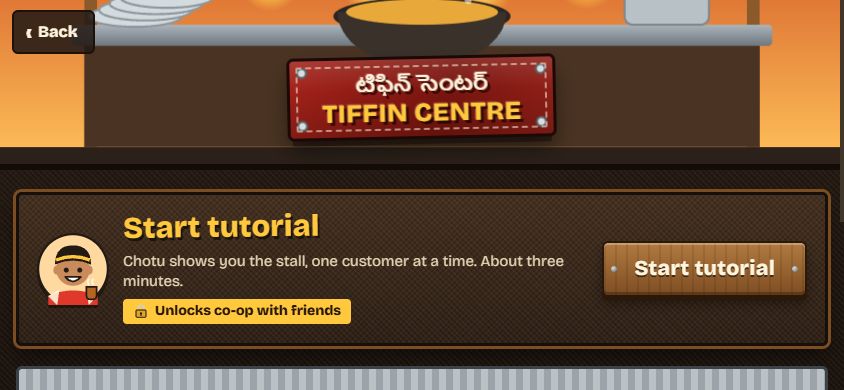 Back
టిఫిన్ సెంటర్
TIFFIN CENTRE
Start tutorial
Chotu shows you the stall, one customer at a time. About three
minutes.
Unlocks co-op with friends
Start tutorial